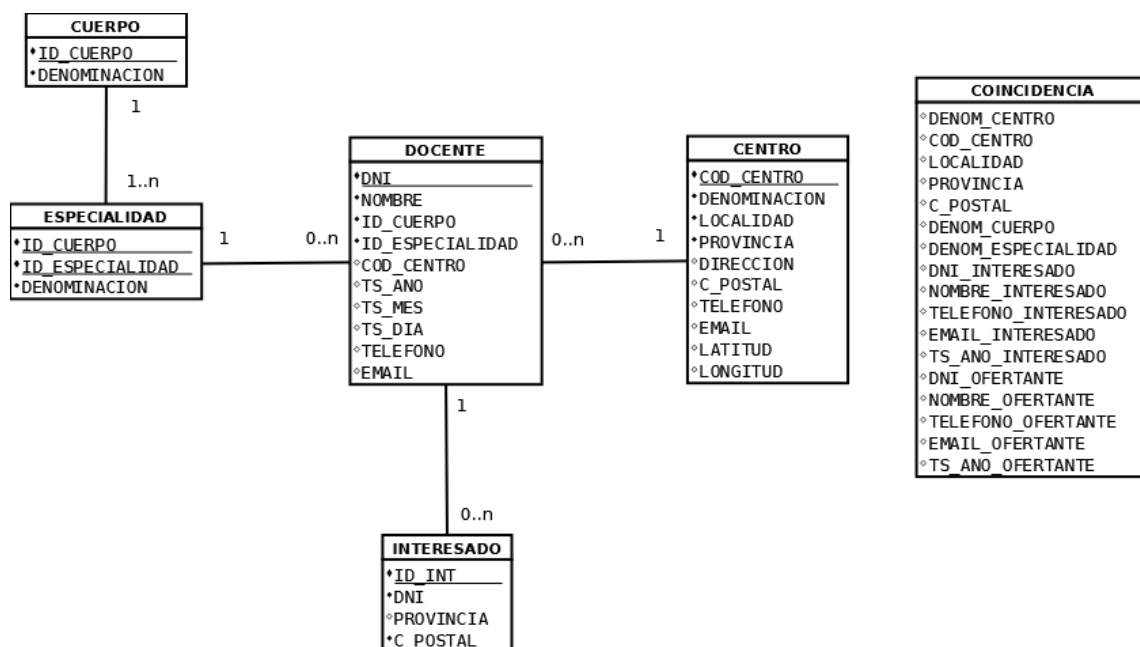 CUERPO
ID_CUERPO
DENOMINACION
1
1..n
ESPECIALIDAD
ID_CUERPO
ID_ESPECIALIDAD
DENOMINACION
1
0..n
DOCENTE
DNI
NOMBRE
ID_CUERPO
ID_ESPECIALIDAD
COD_CENTRO
TS_ANO
TS_MES
TS_DIA
TELEFONO
EMAIL
0..n
1
CENTRO
COD_CENTRO
DENOMINACION
LOCALIDAD
PROVINCIA
DIRECCION
C_POSTAL
TELEFONO
EMAIL
LATITUD
LONGITUD
COINCIDENCIA
DENOM_CENTRO
COD_CENTRO
LOCALIDAD
PROVINCIA
C_POSTAL
DENOM_CUERPO
DENOM_ESPECIALIDAD
DNI_INTERESADO
NOMBRE_INTERESADO
TELEFONO_INTERESADO
EMAIL_INTERESADO
TS_ANO_INTERESADO
DNI_OFERTANTE
NOMBRE_OFERTANTE
TELEFONO_OFERTANTE
EMAIL_OFERTANTE
TS_ANO_OFERTANTE
1
0..n
INTERESADO
ID_INT
DNI
PROVINCIA
C_POSTAL